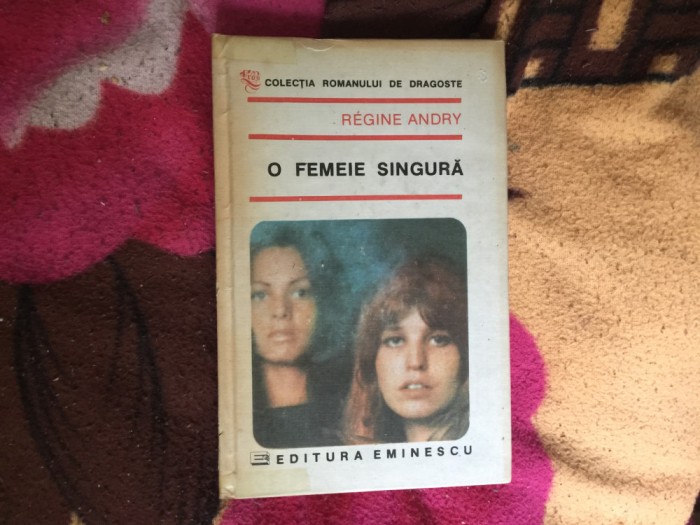 COLECȚIA ROMANULUI DE DRAGOSTE
RÉGINE ANDRY
O FEMEIE SINGURĂ
EDITURA EMINESCU